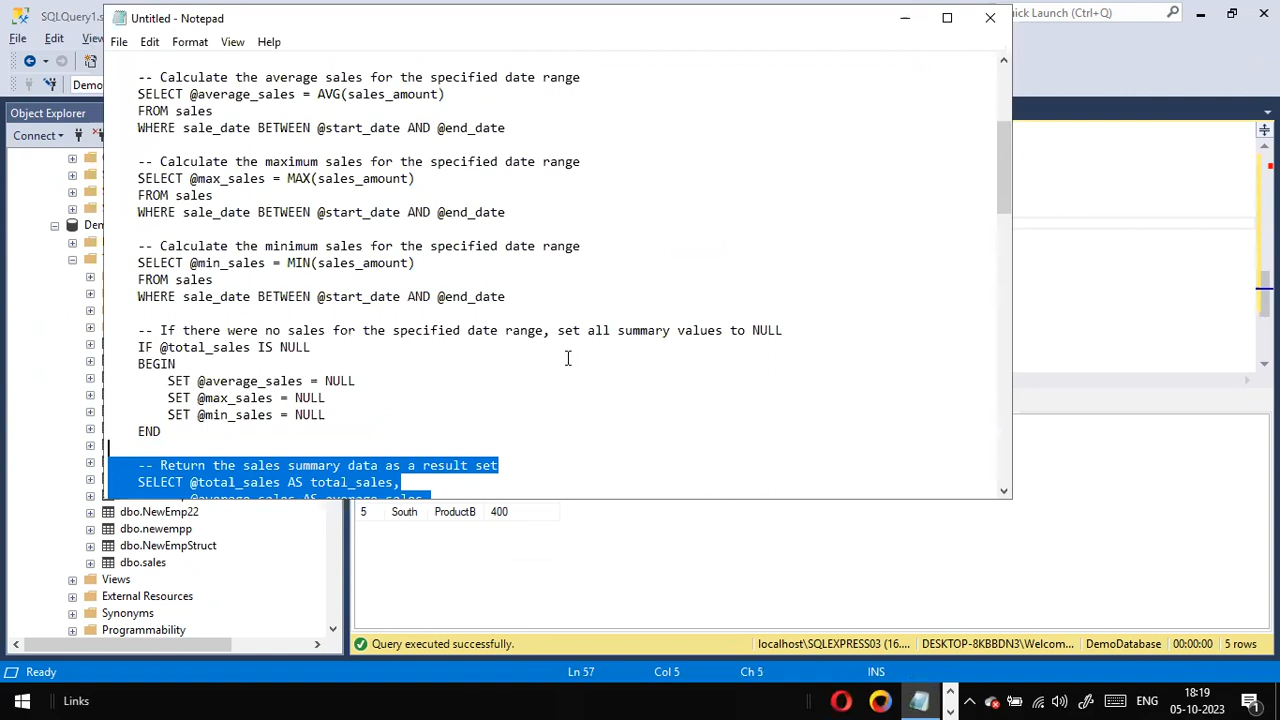 SQLQuery1.
Untitled - Notepad
uick Launch (Ctrl+Q)
File
Edit
File
Edit
Format
View
Help
Demo
Object Explorer
Connect
Dem
-- Calculate the average sales for the specified date range
SELECT @average_sales = AVG(sales_amount)
FROM sales
WHERE sale_date BETWEEN @start_date AND @end_date
-- Calculate the maximum sales for the specified date range
SELECT @max_sales = MAX(sales_amount)
FROM sales
WHERE sale_date BETWEEN @start_date AND @end_date
-- Calculate the minimum sales for the specified date range
SELECT @min_sales = MIN(sales_amount)
FROM sales
WHERE sale_date BETWEEN @start_date AND @end_date
-- If there were no sales for the specified date range, set all summary values to NULL
IF @total_sales IS NULL
BEGIN
SET @average_sales = NULL
SET @max_sales = NULL
SET @min_sales = NULL
END
-- Return the sales summary data as a result set
SELECT @total_sales AS total_sales,
@average_sales AS average_sales,
dbo.NewEmp22
dbo.newempp
dbo.NewEmpStruct
dbo.sales
Views
External Resources
Synonyms
Programmability
5 South ProductB 400
Query executed successfully.
localhost\SQLEXPRESS03 (16....
DESKTOP-8KBBDN3\Welcom...
DemoDatabase
00:00:00
5 rows
Ready
Ln 57
Col 5
Ch 5
INS
Links
ENG
18:19
05-10-2023
1